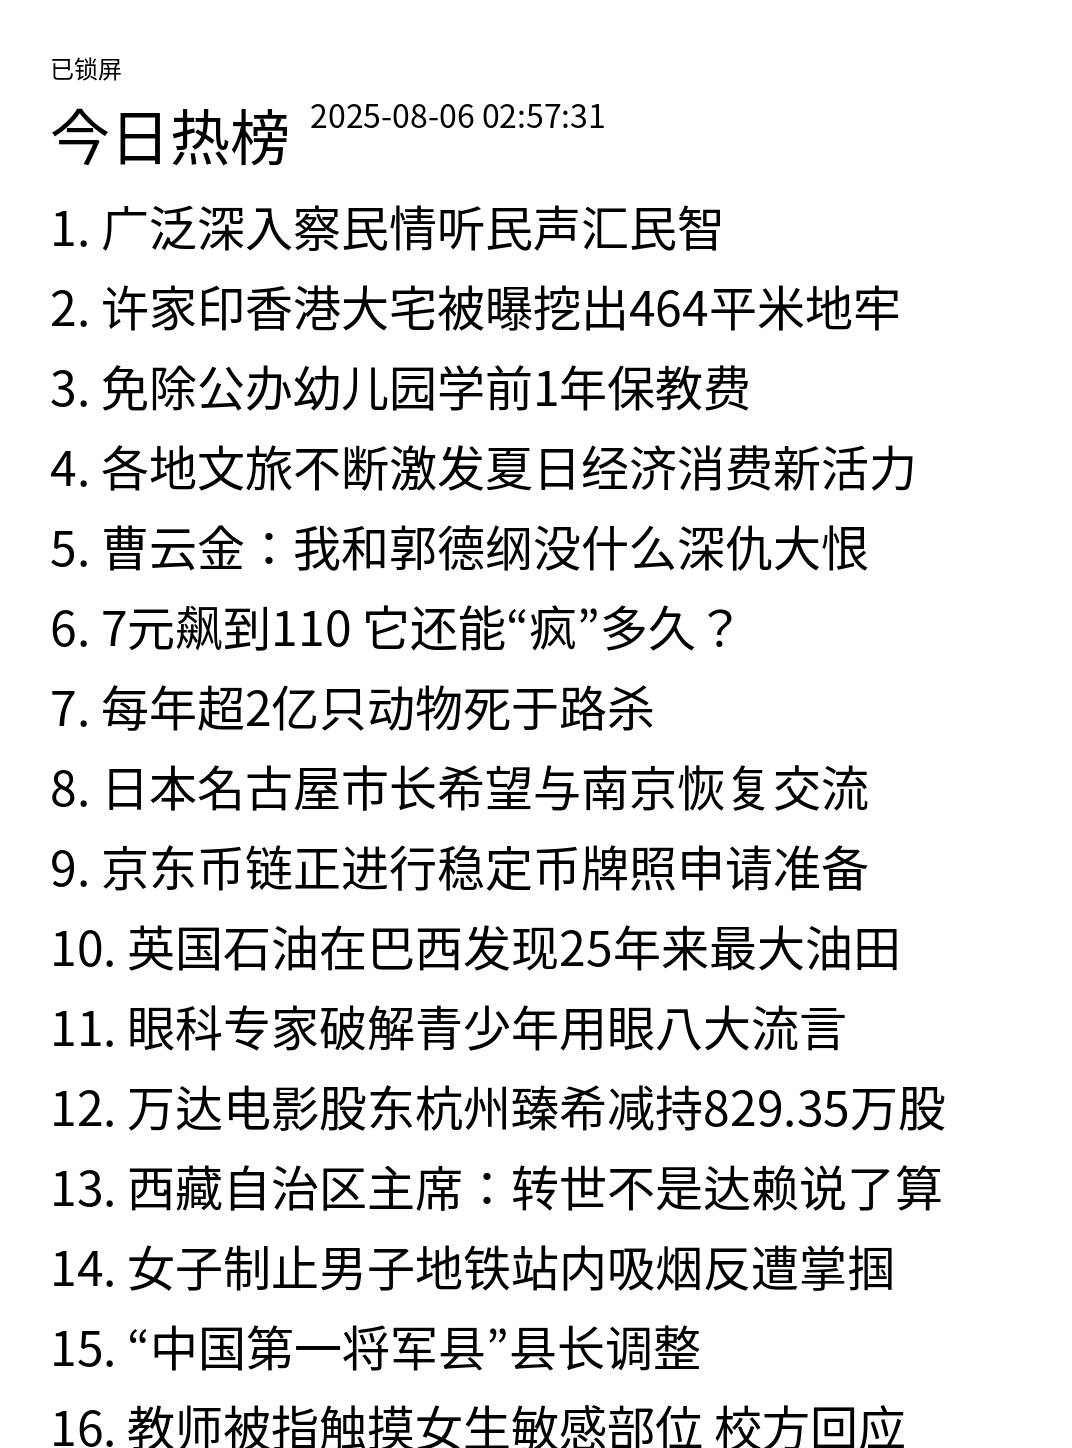 已锁屏
今日热榜 2025-08-06 02:57:31
1. 广泛深入察民情听民声汇民智
2. 许家印香港大宅被曝挖出464平米地牢
3. 免除公办幼儿园学前1年保教费
4. 各地文旅不断激发夏日经济消费新活力
5. 曹云金：我和郭德纲没什么深仇大恨
6. 7元飙到110 它还能“疯”多久？
7. 每年超2亿只动物死于路杀
8. 日本名古屋市长希望与南京恢复交流
9. 京东币链正进行稳定币牌照申请准备
10. 英国石油在巴西发现25年来最大油田
11. 眼科专家破解青少年用眼八大流言
12. 万达电影股东杭州臻希减持829.35万股
13. 西藏自治区主席：转世不是达赖说了算
14. 女子制止男子地铁站内吸烟反遭掌掴
15. “中国第一将军县”县长调整
16. 教师被指触摸女生敏感部位 校方回应